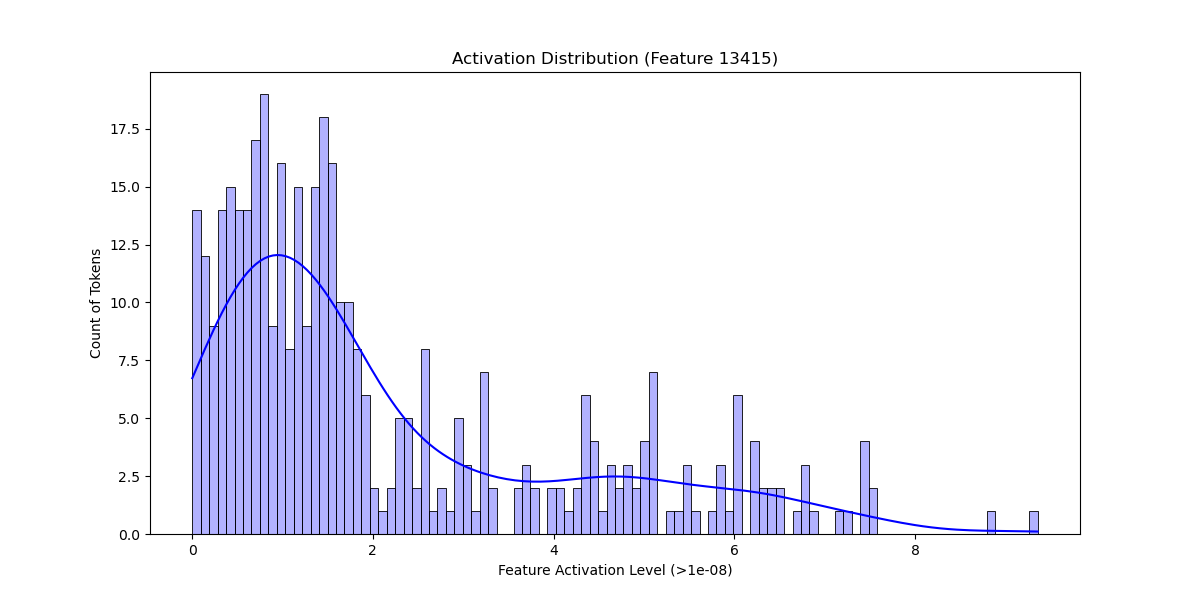 Activation Distribution (Feature 13415)
17.5
15.0
12.5
10.0
7.5
5.0
2.5
0.0
Count of Tokens
0 2 4 6 8
Feature Activation Level (>1e-08)